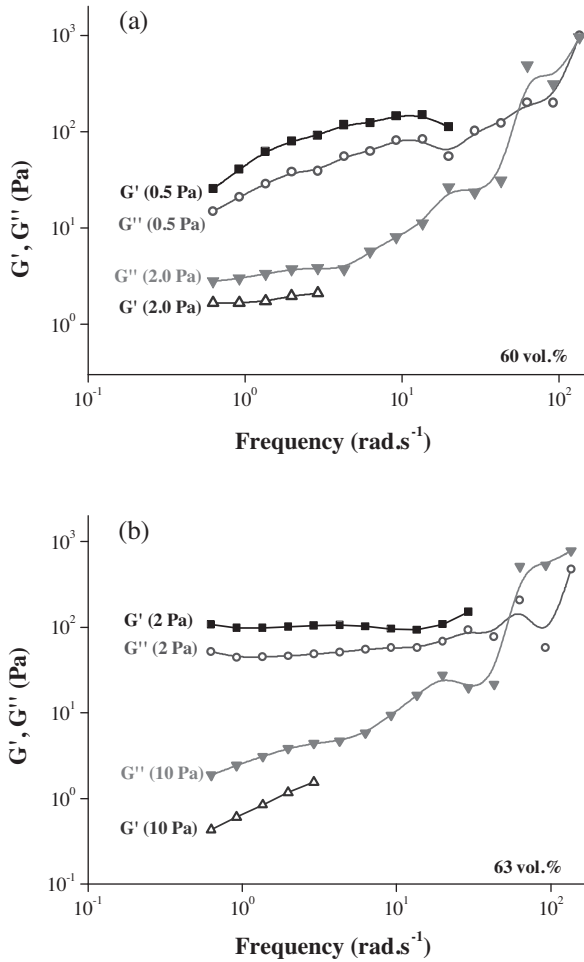 (a)
10³
10²
10¹
10⁰
G', G'' (Pa)
G' (0.5 Pa)
G'' (0.5 Pa)
G'' (2.0 Pa)
G' (2.0 Pa)
60 vol.%
10⁻¹ 10⁰ 10¹ 10²
Frequency (rad.s⁻¹)
(b)
10³
10²
10¹
10⁰
10⁻¹
G', G'' (Pa)
G' (2 Pa)
G'' (2 Pa)
G'' (10 Pa)
G' (10 Pa)
63 vol.%
10⁻¹ 10⁰ 10¹ 10²
Frequency (rad.s⁻¹)